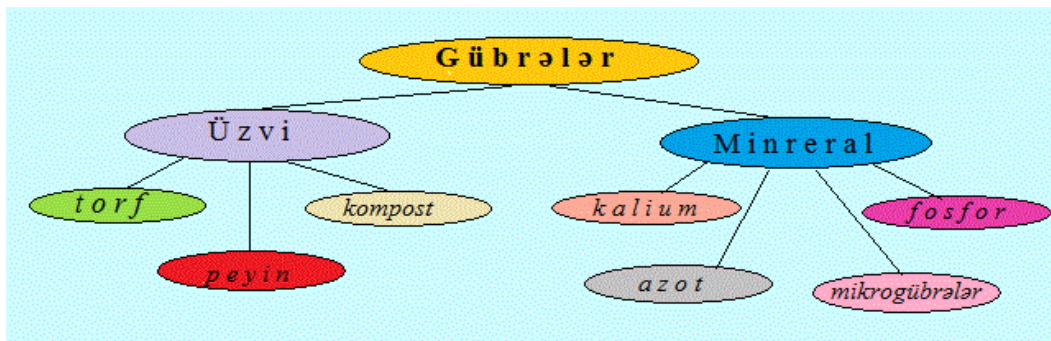 Gübrələr
Üzvi
Minreral
torf
kompost
kalium
fosfor
peyin
azot
mikrogübrələr